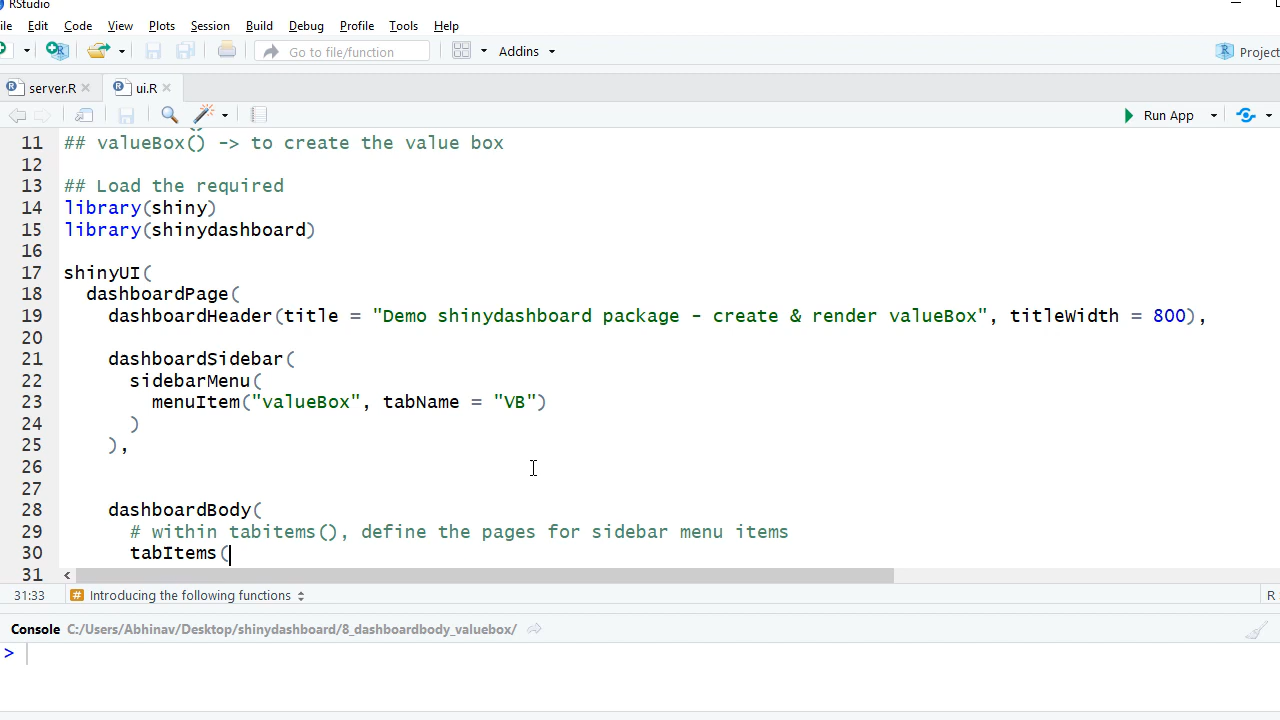 RStudio
ile Edit Code View Plots Session Build Debug Profile Tools Help
Go to file/function Addins Project
server.R ui.R
Run App
11 ## valueBox() -> to create the value box
12
13 ## Load the required
14 library(shiny)
15 library(shinydashboard)
16
17 shinyUI(
18 dashboardPage(
19 dashboardHeader(title = "Demo shinydashboard package - create & render valueBox", titleWidth = 800),
20
21 dashboardSidebar(
22 sidebarMenu(
23 menuItem("valueBox", tabName = "VB")
24 )
25 ),
26
27
28 dashboardBody(
29 # within tabitems(), define the pages for sidebar menu items
30 tabItems(
31
31:33 # Introducing the following functions R
Console C:/Users/Abhinav/Desktop/shinydashboard/8_dashboardbody_valuebox/
>